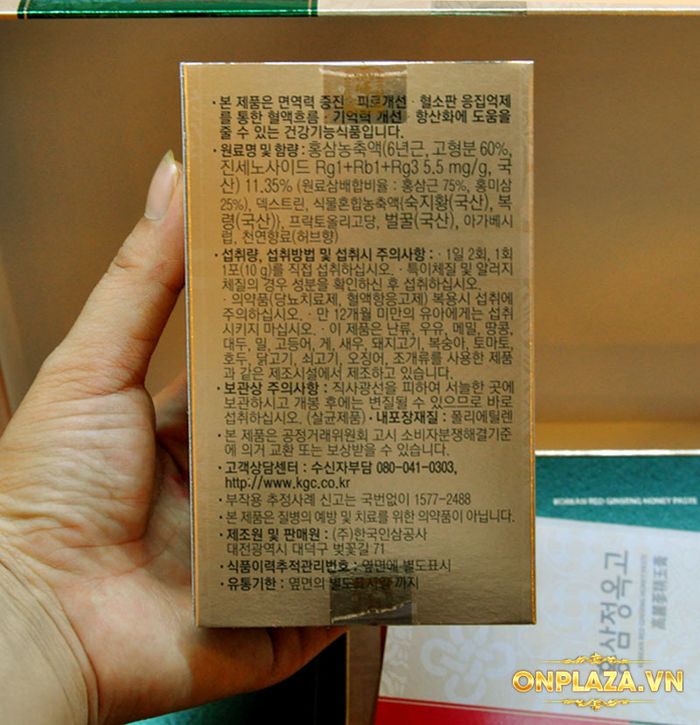 · 본 제품은 면역력 증진 · 피로개선 · 혈소판 응집억제
를 통한 혈액흐름 · 기억력 개선 · 항산화에 도움을
줄 수 있는 건강기능식품입니다.
· 원료명 및 함량 : 홍삼농축액(6년근, 고형분 60%,
진세노사이드 Rg1+Rb1+Rg3 5.5 mg/g, 국
산) 11.35% (원료삼배합비율 : 홍삼근 75%, 홍미삼
25%), 덱스트린, 식물혼합농축액{숙지황(국산), 복
령(국산)}, 프락토올리고당, 벌꿀(국산), 아가베시
럽, 천연향료(허브향)
· 섭취량, 섭취방법 및 섭취시 주의사항 : · 1일 2회, 1회
1포(10 g)를 직접 섭취하십시오. · 특이체질 및 알러지
체질의 경우 성분을 확인하신 후 섭취하십시오.
· 의약품(당뇨치료제, 혈액항응고제) 복용시 섭취에
주의하십시오. · 만 12개월 미만의 유아에게는 섭취
시키지 마십시오. · 이 제품은 난류, 우유, 메밀, 땅콩,
대두, 밀, 고등어, 게, 새우, 돼지고기, 복숭아, 토마토,
호두, 닭고기, 쇠고기, 오징어, 조개류를 사용한 제품
과 같은 제조시설에서 제조하고 있습니다.
· 보관상 주의사항 : 직사광선을 피하여 서늘한 곳에
보관하시고 개봉 후에는 변질될 수 있으므로 바로
섭취하십시오. (살균제품) · 내포장재질 : 폴리에틸렌
· 본 제품은 공정거래위원회 고시 소비자분쟁해결기준
에 의거 교환 또는 보상받을 수 있습니다.
· 고객상담센터 : 수신자부담 080-041-0303,
http://www.kgc.co.kr
· 부작용 추정사례 신고는 국번없이 1577-2488
· 본 제품은 질병의 예방 및 치료를 위한 의약품이 아닙니다.
· 제조원 및 판매원 : (주)한국인삼공사
대전광역시 대덕구 벚꽃길 71
· 식품이력추적관리번호 : 옆면에 별도표시
· 유통기한 : 옆면의 별도표시일 까지
KOREAN RED GINSENG HONEY PASTE
삼정옥고
ONPLAZA.VN